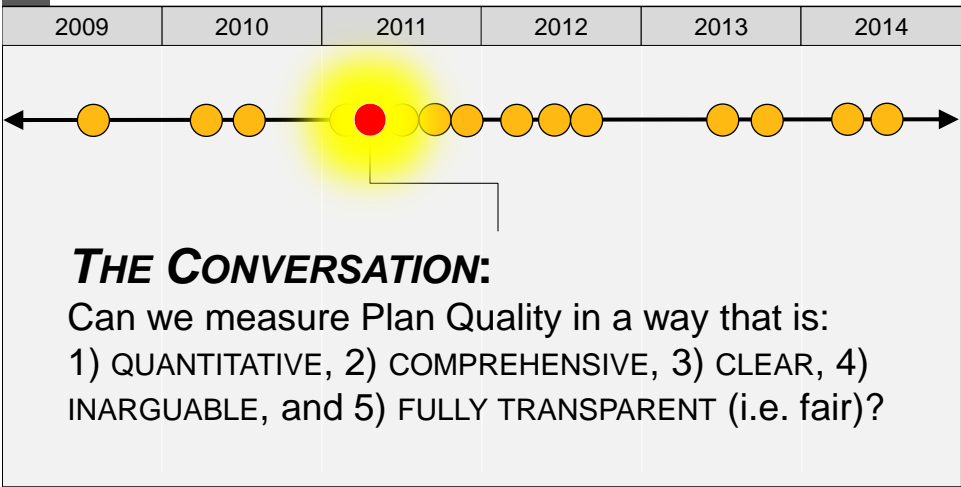 2009 2010 2011 2012 2013 2014
THE CONVERSATION:
Can we measure Plan Quality in a way that is:
1) QUANTITATIVE, 2) COMPREHENSIVE, 3) CLEAR, 4)
INARGUABLE, and 5) FULLY TRANSPARENT (i.e. fair)?